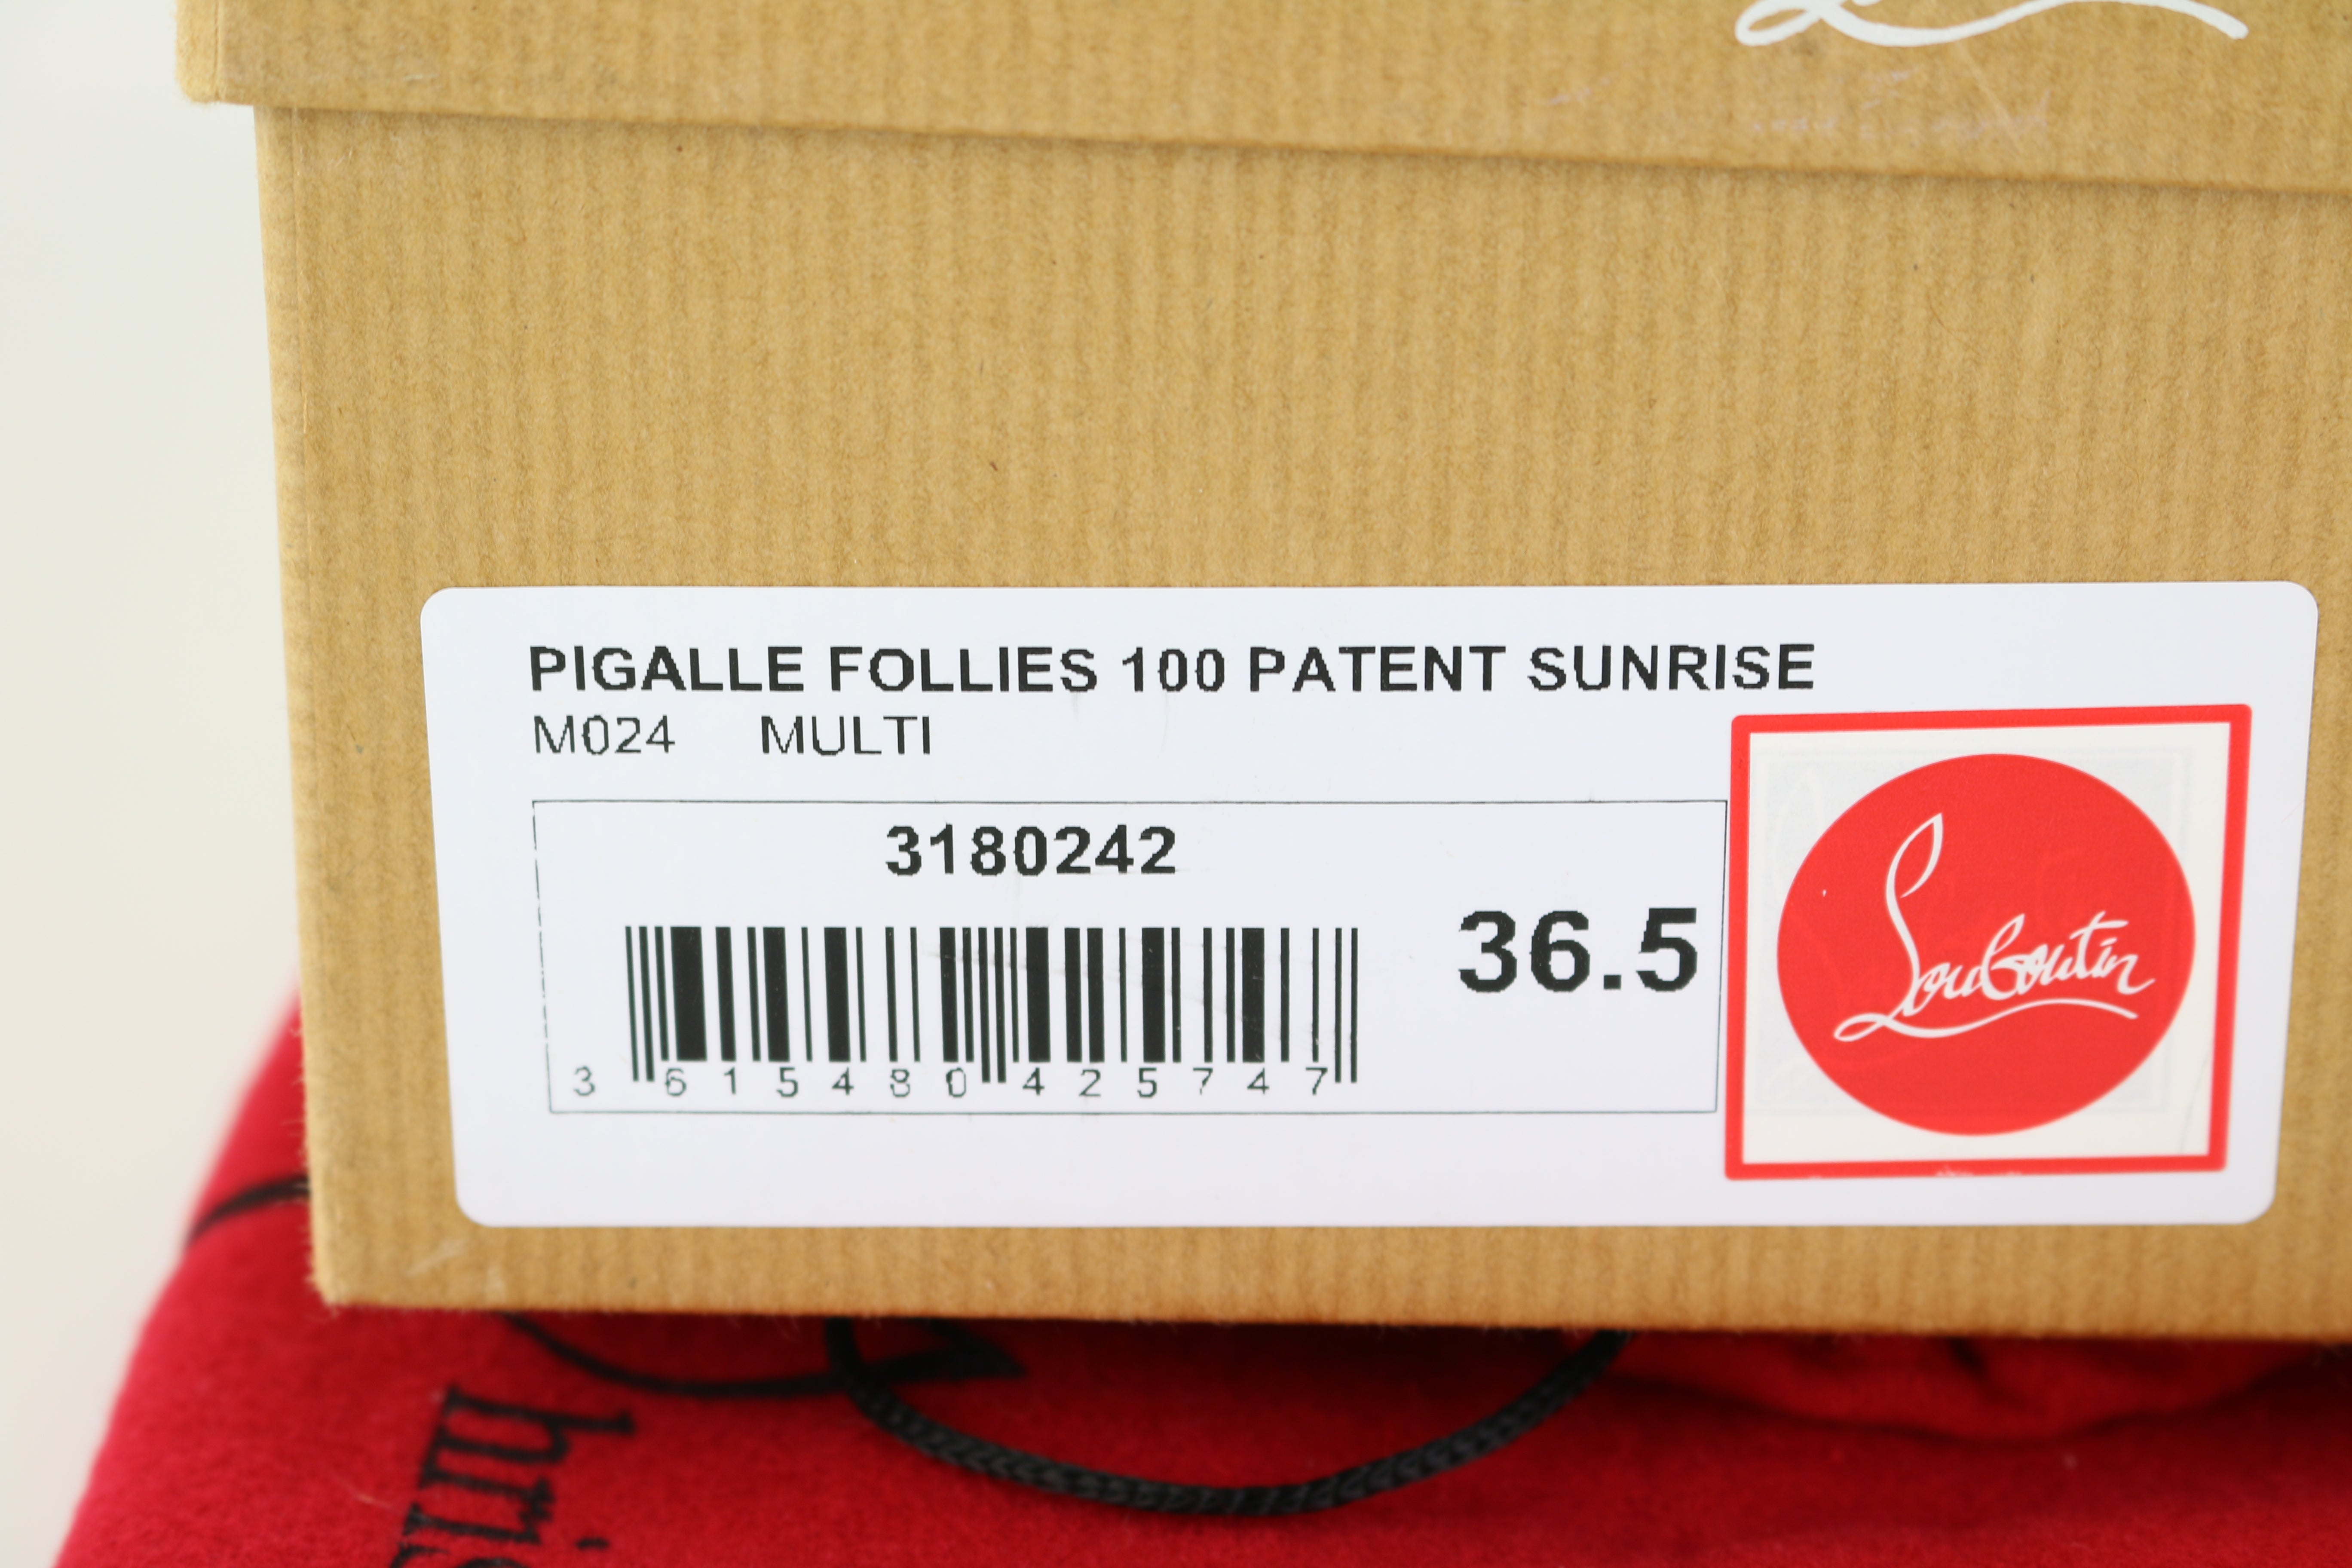 PIGALLE FOLLIES 100 PATENT SUNRISE
M024 MULTI
3180242
36.5
3 615480 425747
Louboutin